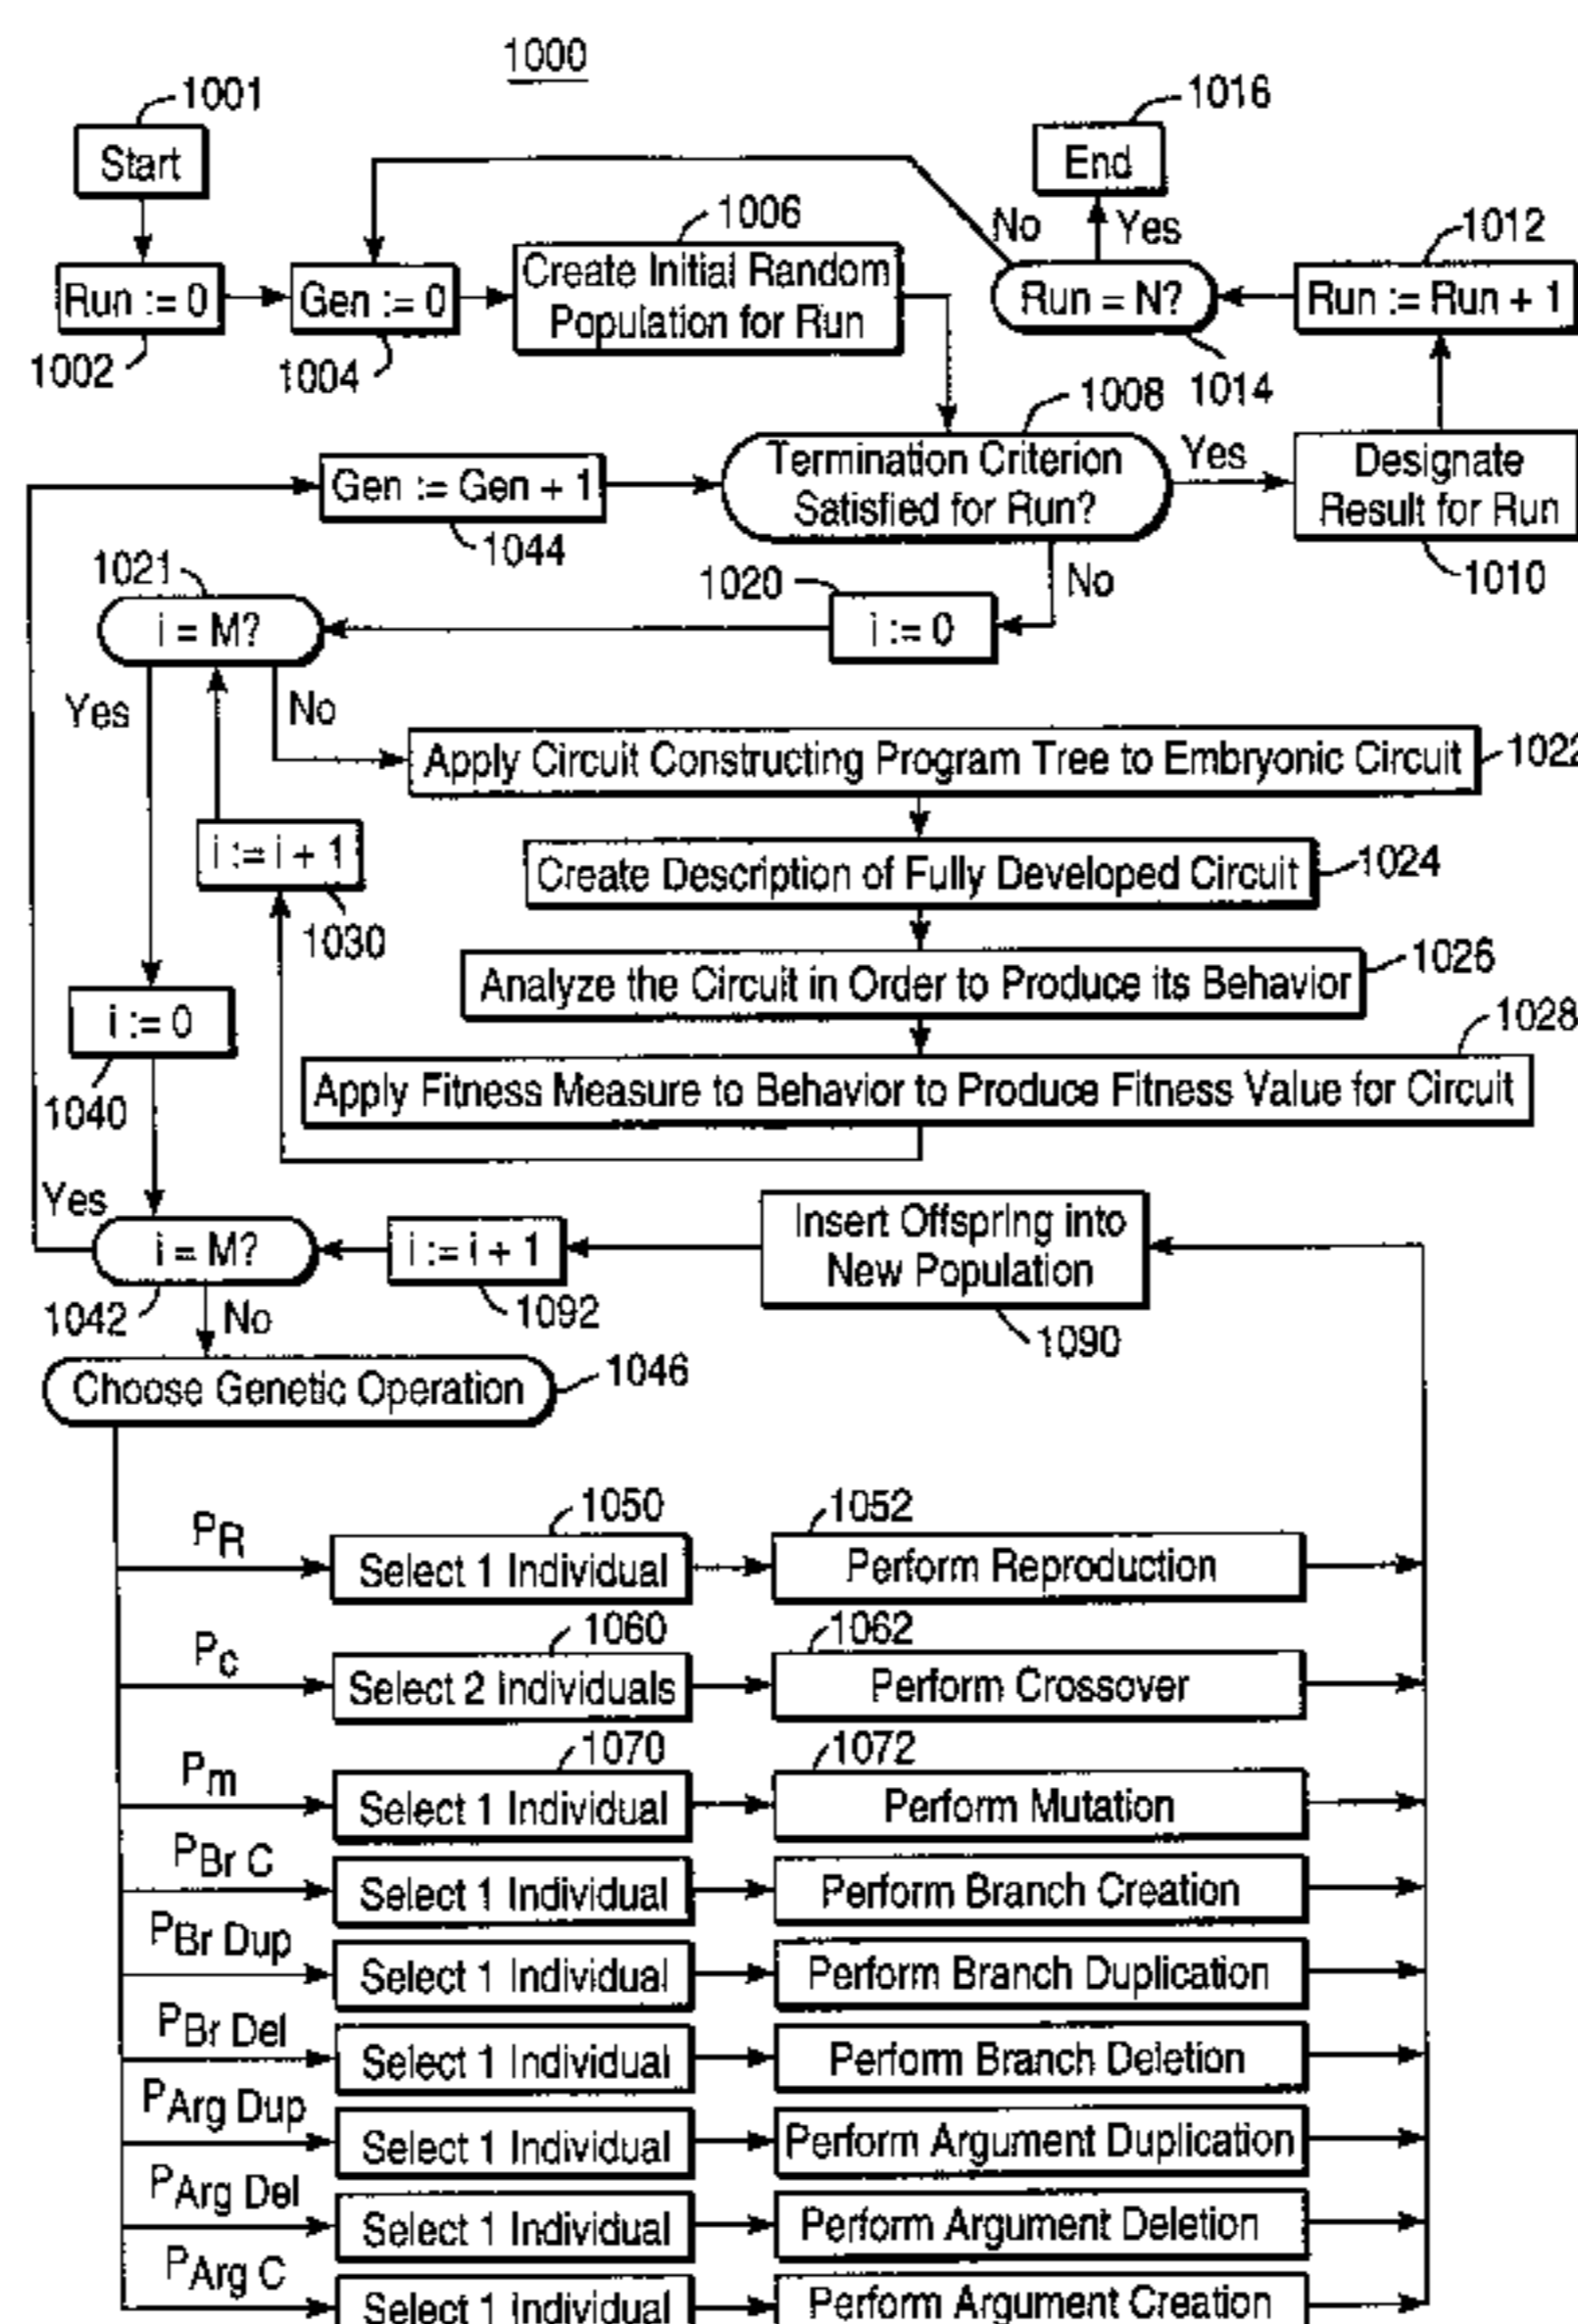 1000
1001
Start
1016
End
No
Yes
1006
1012
Run := 0
Gen := 0
Create Initial Random
Population for Run
Run = N?
Run := Run + 1
1002
1004
1014
1008
Termination Criterion
Satisfied for Run?
Yes
Designate
Result for Run
Gen := Gen + 1
1044
1010
No
1021
1020
i = M?
i := 0
Yes
No
Apply Circuit Constructing Program Tree to Embryonic Circuit
1022
i := i + 1
1030
Create Description of Fully Developed Circuit
1024
Analyze the Circuit in Order to Produce its Behavior
1026
i := 0
1040
1028
Apply Fitness Measure to Behavior to Produce Fitness Value for Circuit
Yes
i = M?
i := i + 1
Insert Offspring into
New Population
1042
No
1092
1090
Choose Genetic Operation
1046
PR
1050
Select 1 Individual
1052
Perform Reproduction
Pc
1060
Select 2 Individuals
1062
Perform Crossover
Pm
1070
Select 1 Individual
1072
Perform Mutation
PBr C
Select 1 Individual
Perform Branch Creation
PBr Dup
Select 1 Individual
Perform Branch Duplication
PBr Del
Select 1 Individual
Perform Branch Deletion
PArg Dup
Select 1 Individual
Perform Argument Duplication
PArg Del
Select 1 Individual
Perform Argument Deletion
PArg C
Select 1 Individual
Perform Argument Creation